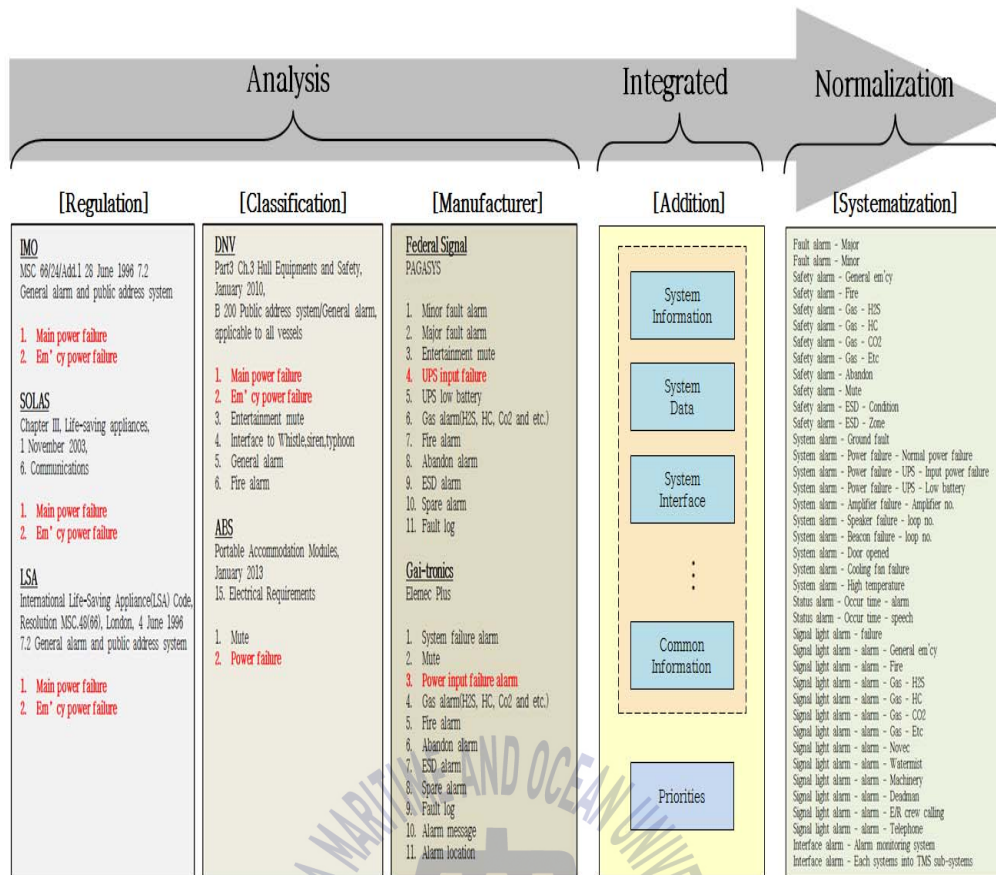 Analysis
Integrated
Normalization
[Regulation]
IMO
MSC 66/24/Add.1 28 June 1996 7.2
General alarm and public address system
1. Main power failure
2. Em' cy power failure
SOLAS
Chapter III, Life-saving appliances,
1 November 2003,
6. Communications
1. Main power failure
2. Em' cy power failure
LSA
International Life-Saving Appliance(LSA) Code,
Resolution MSC.48(66), London, 4 June 1996
7.2 General alarm and public address system
1. Main power failure
2. Em' cy power failure
[Classification]
DNV
Part3 Ch.3 Hull Equipments and Safety,
January 2010,
B 200 Public address system/General alarm,
applicable to all vessels
1. Main power failure
2. Em' cy power failure
3. Entertainment mute
4. Interface to Whistle,siren,typhoon
5. General alarm
6. Fire alarm
ABS
Portable Accommodation Modules,
January 2013
15. Electrical Requirements
1. Mute
2. Power failure
[Manufacturer]
Federal Signal
PAGASYS
1. Minor fault alarm
2. Major fault alarm
3. Entertainment mute
4. UPS input failure
5. UPS low battery
6. Gas alarm(H2S, HC, Co2 and etc.)
7. Fire alarm
8. Abandon alarm
9. ESD alarm
10. Spare alarm
11. Fault log
Gai-tronics
Elemec Plus
1. System failure alarm
2. Mute
3. Power input failure alarm
4. Gas alarm(H2S, HC, Co2 and etc.)
5. Fire alarm
6. Abandon alarm
7. ESD alarm
8. Spare alarm
9. Fault log
10. Alarm message
11. Alarm location
[Addition]
System
Information
System
Data
System
Interface
Common
Information
Priorities
[Systematization]
Fault alarm - Major
Fault alarm - Minor
Safety alarm - General em'cy
Safety alarm - Fire
Safety alarm - Gas - H2S
Safety alarm - Gas - HC
Safety alarm - Gas - CO2
Safety alarm - Gas - Etc
Safety alarm - Abandon
Safety alarm - Mute
Safety alarm - ESD - Condition
Safety alarm - ESD - Zone
System alarm - Ground fault
System alarm - Power failure - Normal power failure
System alarm - Power failure - UPS - Input power failure
System alarm - Power failure - UPS - Low battery
System alarm - Amplifier failure - Amplifier no.
System alarm - Speaker failure - loop no.
System alarm - Beacon failure - loop no.
System alarm - Door opened
System alarm - Cooling fan failure
System alarm - High temperature
Status alarm - Occur time - alarm
Status alarm - Occur time - speech
Signal light alarm - failure
Signal light alarm - alarm - General em'cy
Signal light alarm - alarm - Fire
Signal light alarm - alarm - Gas - H2S
Signal light alarm - alarm - Gas - HC
Signal light alarm - alarm - Gas - CO2
Signal light alarm - alarm - Gas - Etc
Signal light alarm - alarm - Novec
Signal light alarm - alarm - Watermist
Signal light alarm - alarm - Machinery
Signal light alarm - alarm - Deadman
Signal light alarm - alarm - E/R crew calling
Signal light alarm - alarm - Telephone
Interface alarm - Alarm monitoring system
Interface alarm - Each systems into TMS sub-systems
MARITIME AND OCEAN